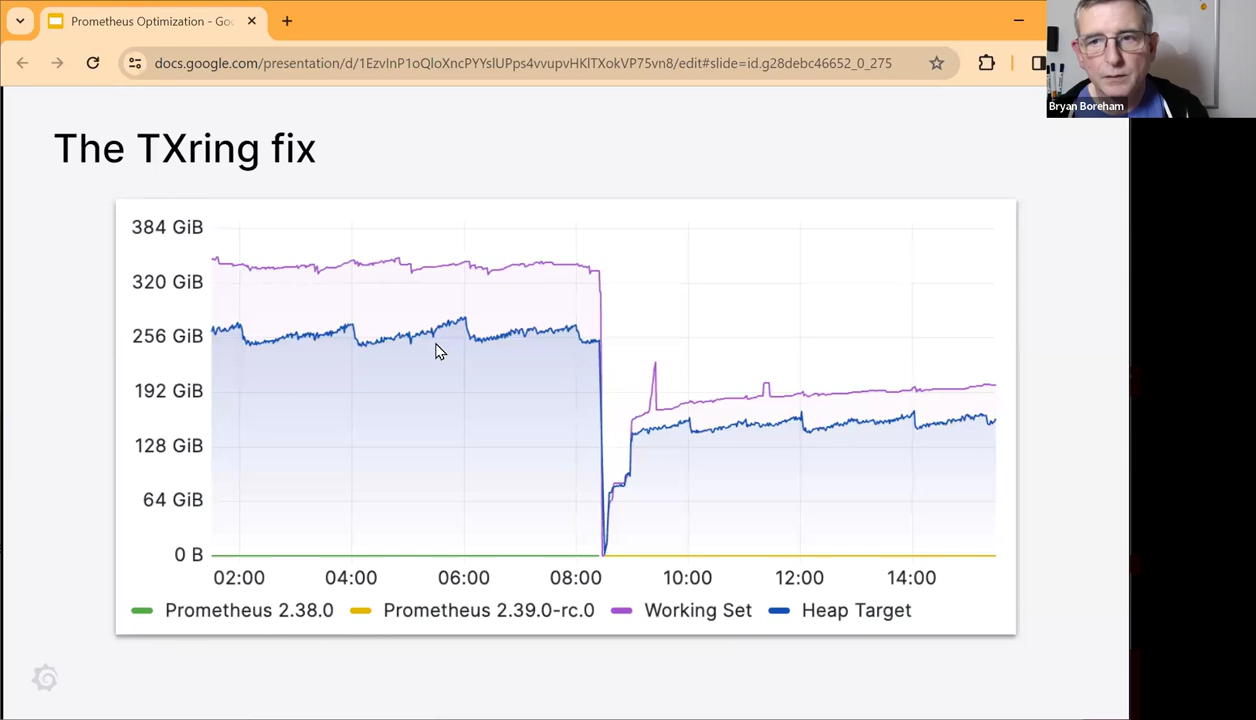 Prometheus Optimization - Goo
docs.google.com/presentation/d/1EzvInP1oQloXncPYYslUPps4vvupvHKlTXokVP75vn8/edit#slide=id.g28debc46652_0_275
Bryan Boreham
The TXring fix
384 GiB
320 GiB
256 GiB
192 GiB
128 GiB
64 GiB
0 B
02:00 04:00 06:00 08:00 10:00 12:00 14:00
Prometheus 2.38.0 Prometheus 2.39.0-rc.0 Working Set Heap Target